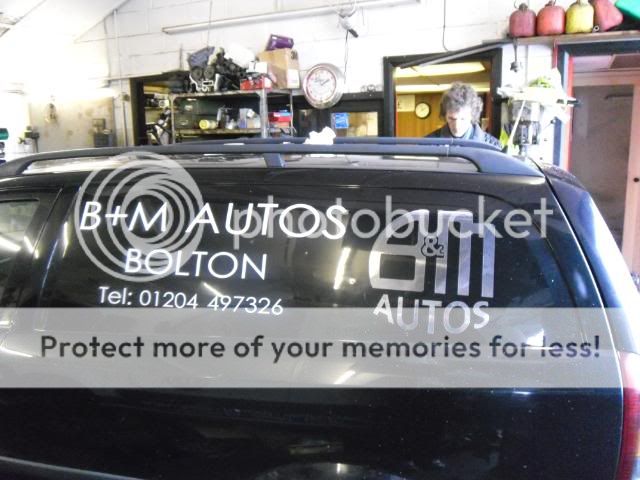 B+M AUTOS
BOLTON
Tel: 01204 497326
B&M
AUTOS
photobucket
Protect more of your memories for less!